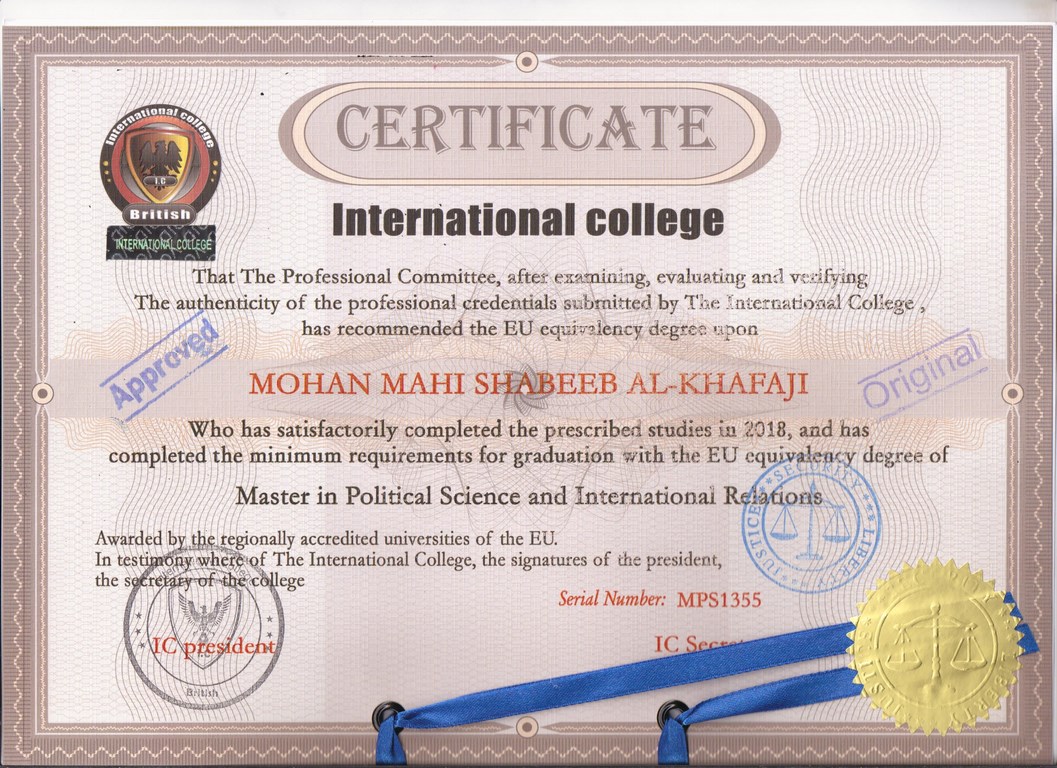 CERTIFICATE
International college
I.C
British
INTERNATIONAL COLLEGE
International college
That The Professional Committee, after examining, evaluating and verifying
The authenticity of the professional credentials submitted by The International College ,
has recommended the EU equivalency degree upon
Approved
Original
MOHAN MAHI SHABEEB AL-KHAFAJI
Who has satisfactorily completed the prescribed studies in 2018, and has
completed the minimum requirements for graduation with the EU equivalency degree of
Master in Political Science and International Relations
SECURITY
JUSTICE
LIBERTY
Awarded by the regionally accredited universities of the EU.
In testimony where of The International College, the signatures of the president,
the secretary of the college
Serial Number: MPS1355
IC president
IC
British